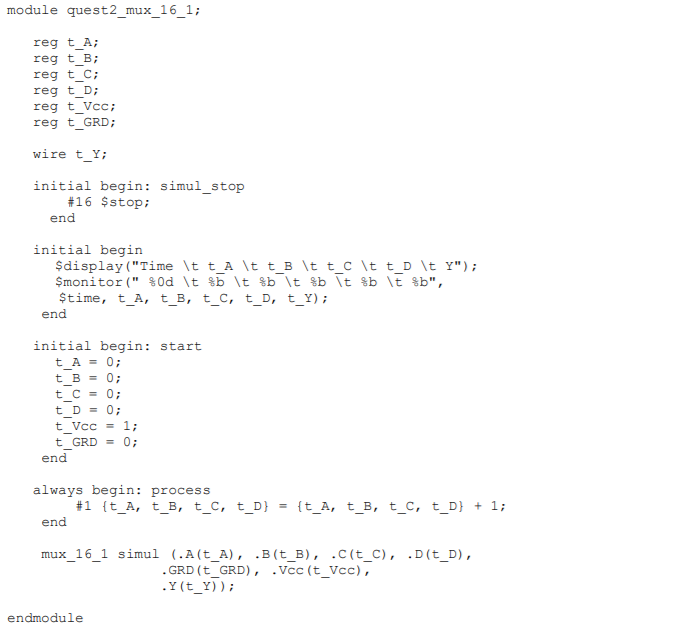 module quest2_mux_16_1;
reg t_A;
reg t_B;
reg t_C;
reg t_D;
reg t_Vcc;
reg t_GRD;
wire t_Y;
initial begin: simul_stop
#16 $stop;
end
initial begin
$display("Time \t t_A \t t_B \t t_C \t t_D \t Y");
$monitor(" %0d \t %b \t %b \t %b \t %b \t %b",
$time, t_A, t_B, t_C, t_D, t_Y);
end
initial begin: start
t_A = 0;
t_B = 0;
t_C = 0;
t_D = 0;
t_Vcc = 1;
t_GRD = 0;
end
always begin: process
#1 {t_A, t_B, t_C, t_D} = {t_A, t_B, t_C, t_D} + 1;
end
mux_16_1 simul (.A(t_A), .B(t_B), .C(t_C), .D(t_D),
.GRD(t_GRD), .Vcc(t_Vcc),
.Y(t_Y));
endmodule